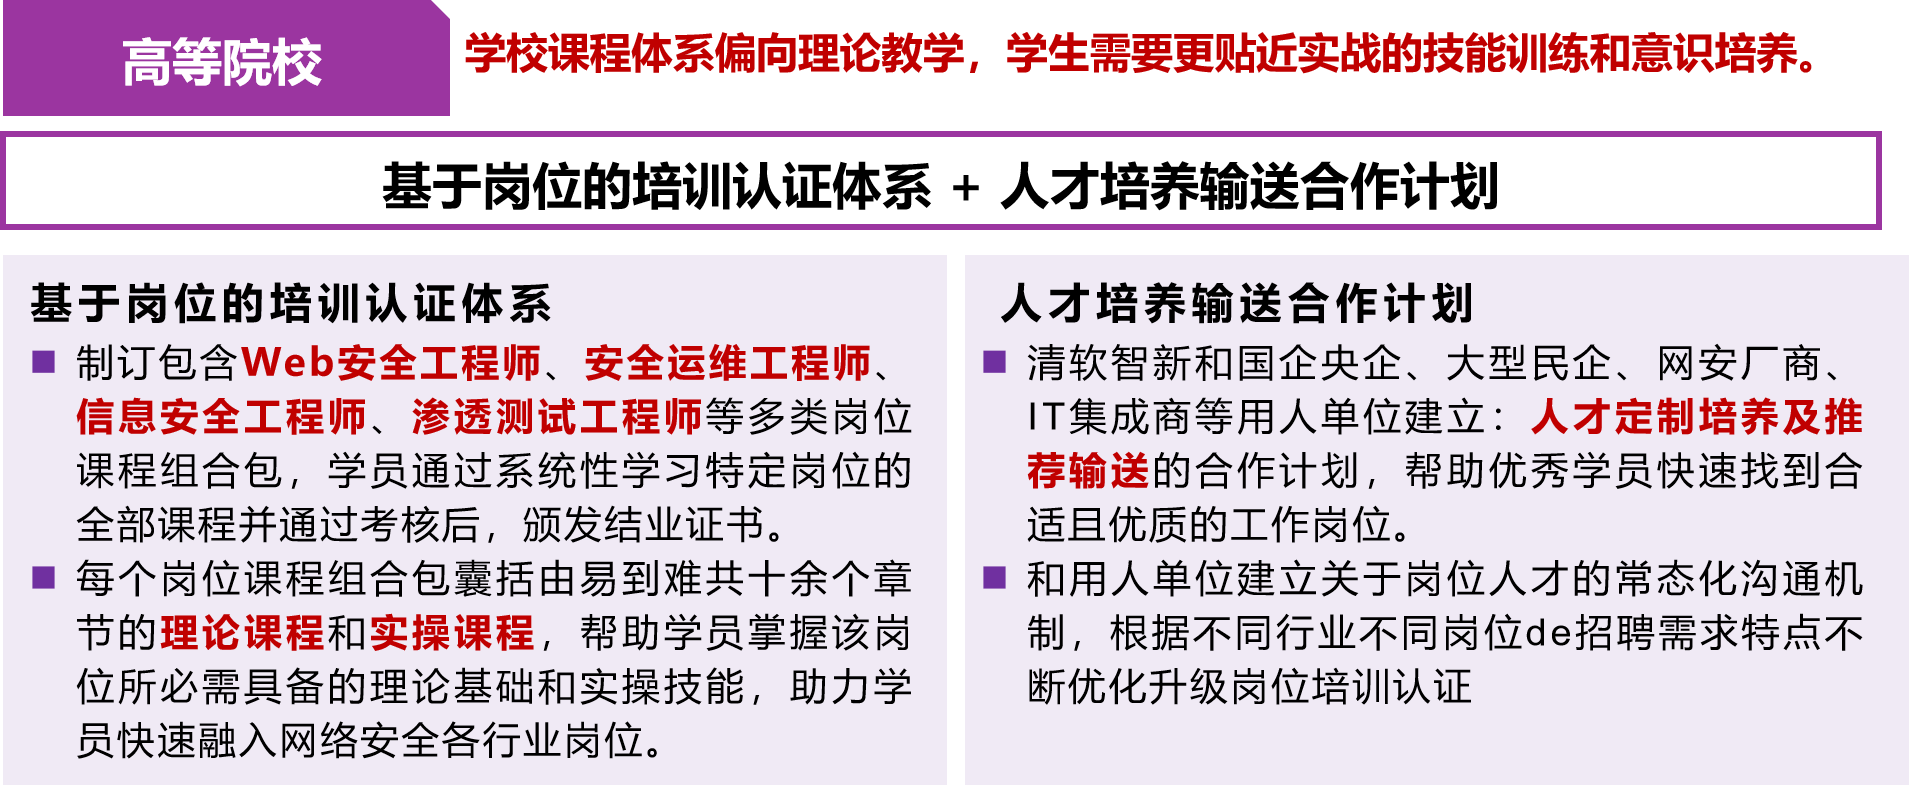 高等院校
学校课程体系偏向理论教学，学生需要更贴近实战的技能训练和意识培养。
基于岗位的培训认证体系 + 人才培养输送合作计划
基于岗位的培训认证体系
制订包含Web安全工程师、安全运维工程师、
信息安全工程师、渗透测试工程师等多类岗位
课程组合包，学员通过系统性学习特定岗位的
全部课程并通过考核后，颁发结业证书。
每个岗位课程组合包囊括由易到难共十余个章
节的理论课程和实操课程，帮助学员掌握该岗
位所必需具备的理论基础和实操技能，助力学
员快速融入网络安全各行业岗位。
人才培养输送合作计划
清软智新和国企央企、大型民企、网安厂商、
IT集成商等用人单位建立：人才定制培养及推
荐输送的合作计划，帮助优秀学员快速找到合
适且优质的工作岗位。
和用人单位建立关于岗位人才的常态化沟通机
制，根据不同行业不同岗位de招聘需求特点不
断优化升级岗位培训认证